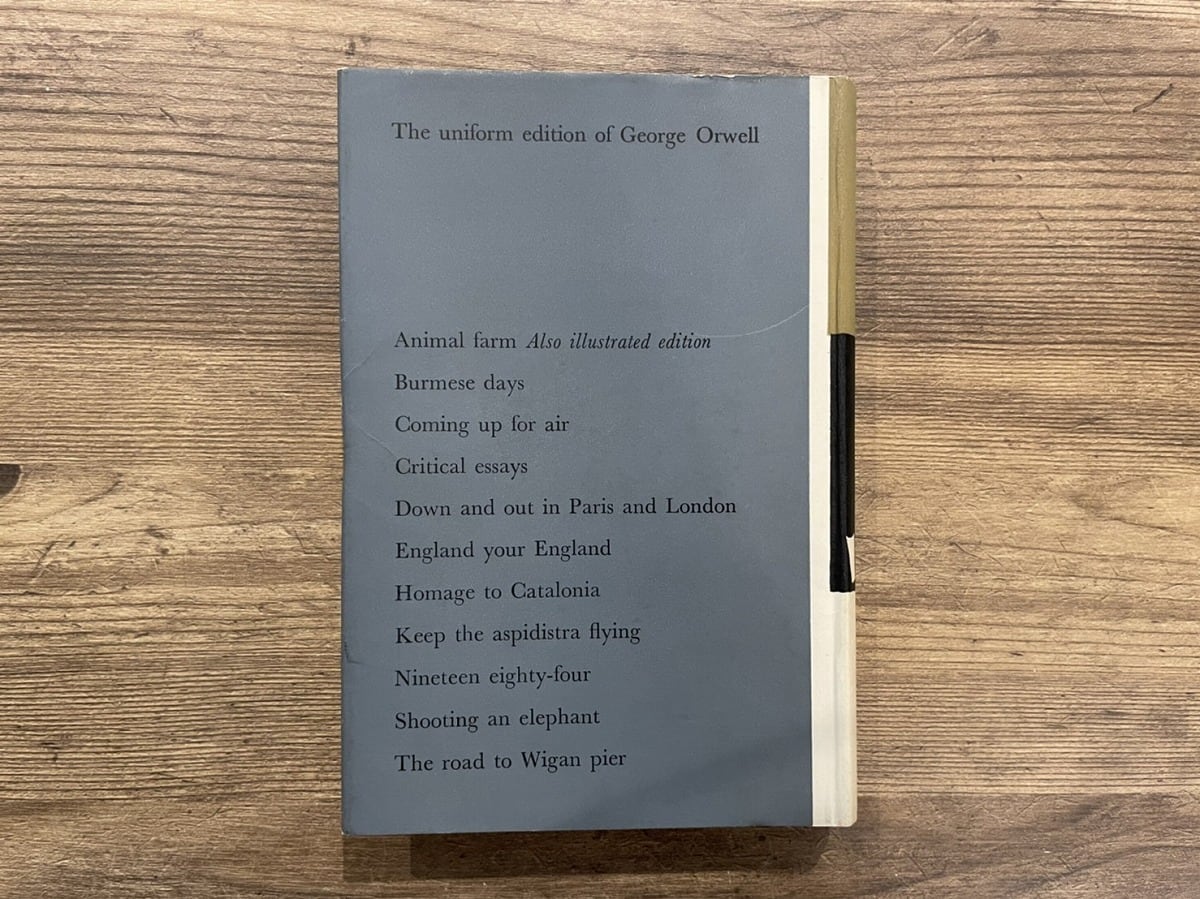 The uniform edition of George Orwell
Animal farm Also illustrated edition
Burmese days
Coming up for air
Critical essays
Down and out in Paris and London
England your England
Homage to Catalonia
Keep the aspidistra flying
Nineteen eighty-four
Shooting an elephant
The road to Wigan pier